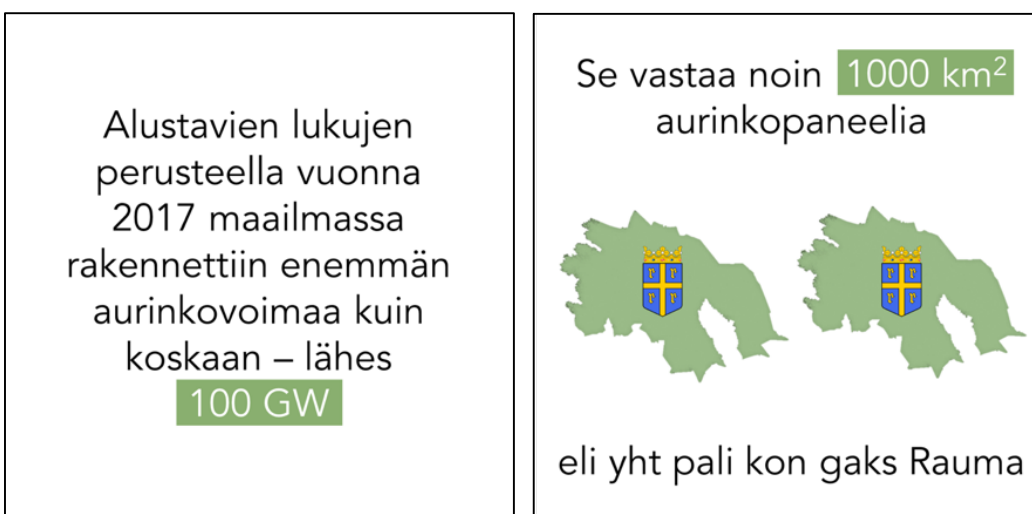 Alustavien lukujen
perusteella vuonna
2017 maailmassa
rakennettiin enemmän
aurinkovoimaa kuin
koskaan – lähes
100 GW
Se vastaa noin 1000 km²
aurinkopaneelia
r r
r r
r r
r r
eli yht pali kon gaks Rauma